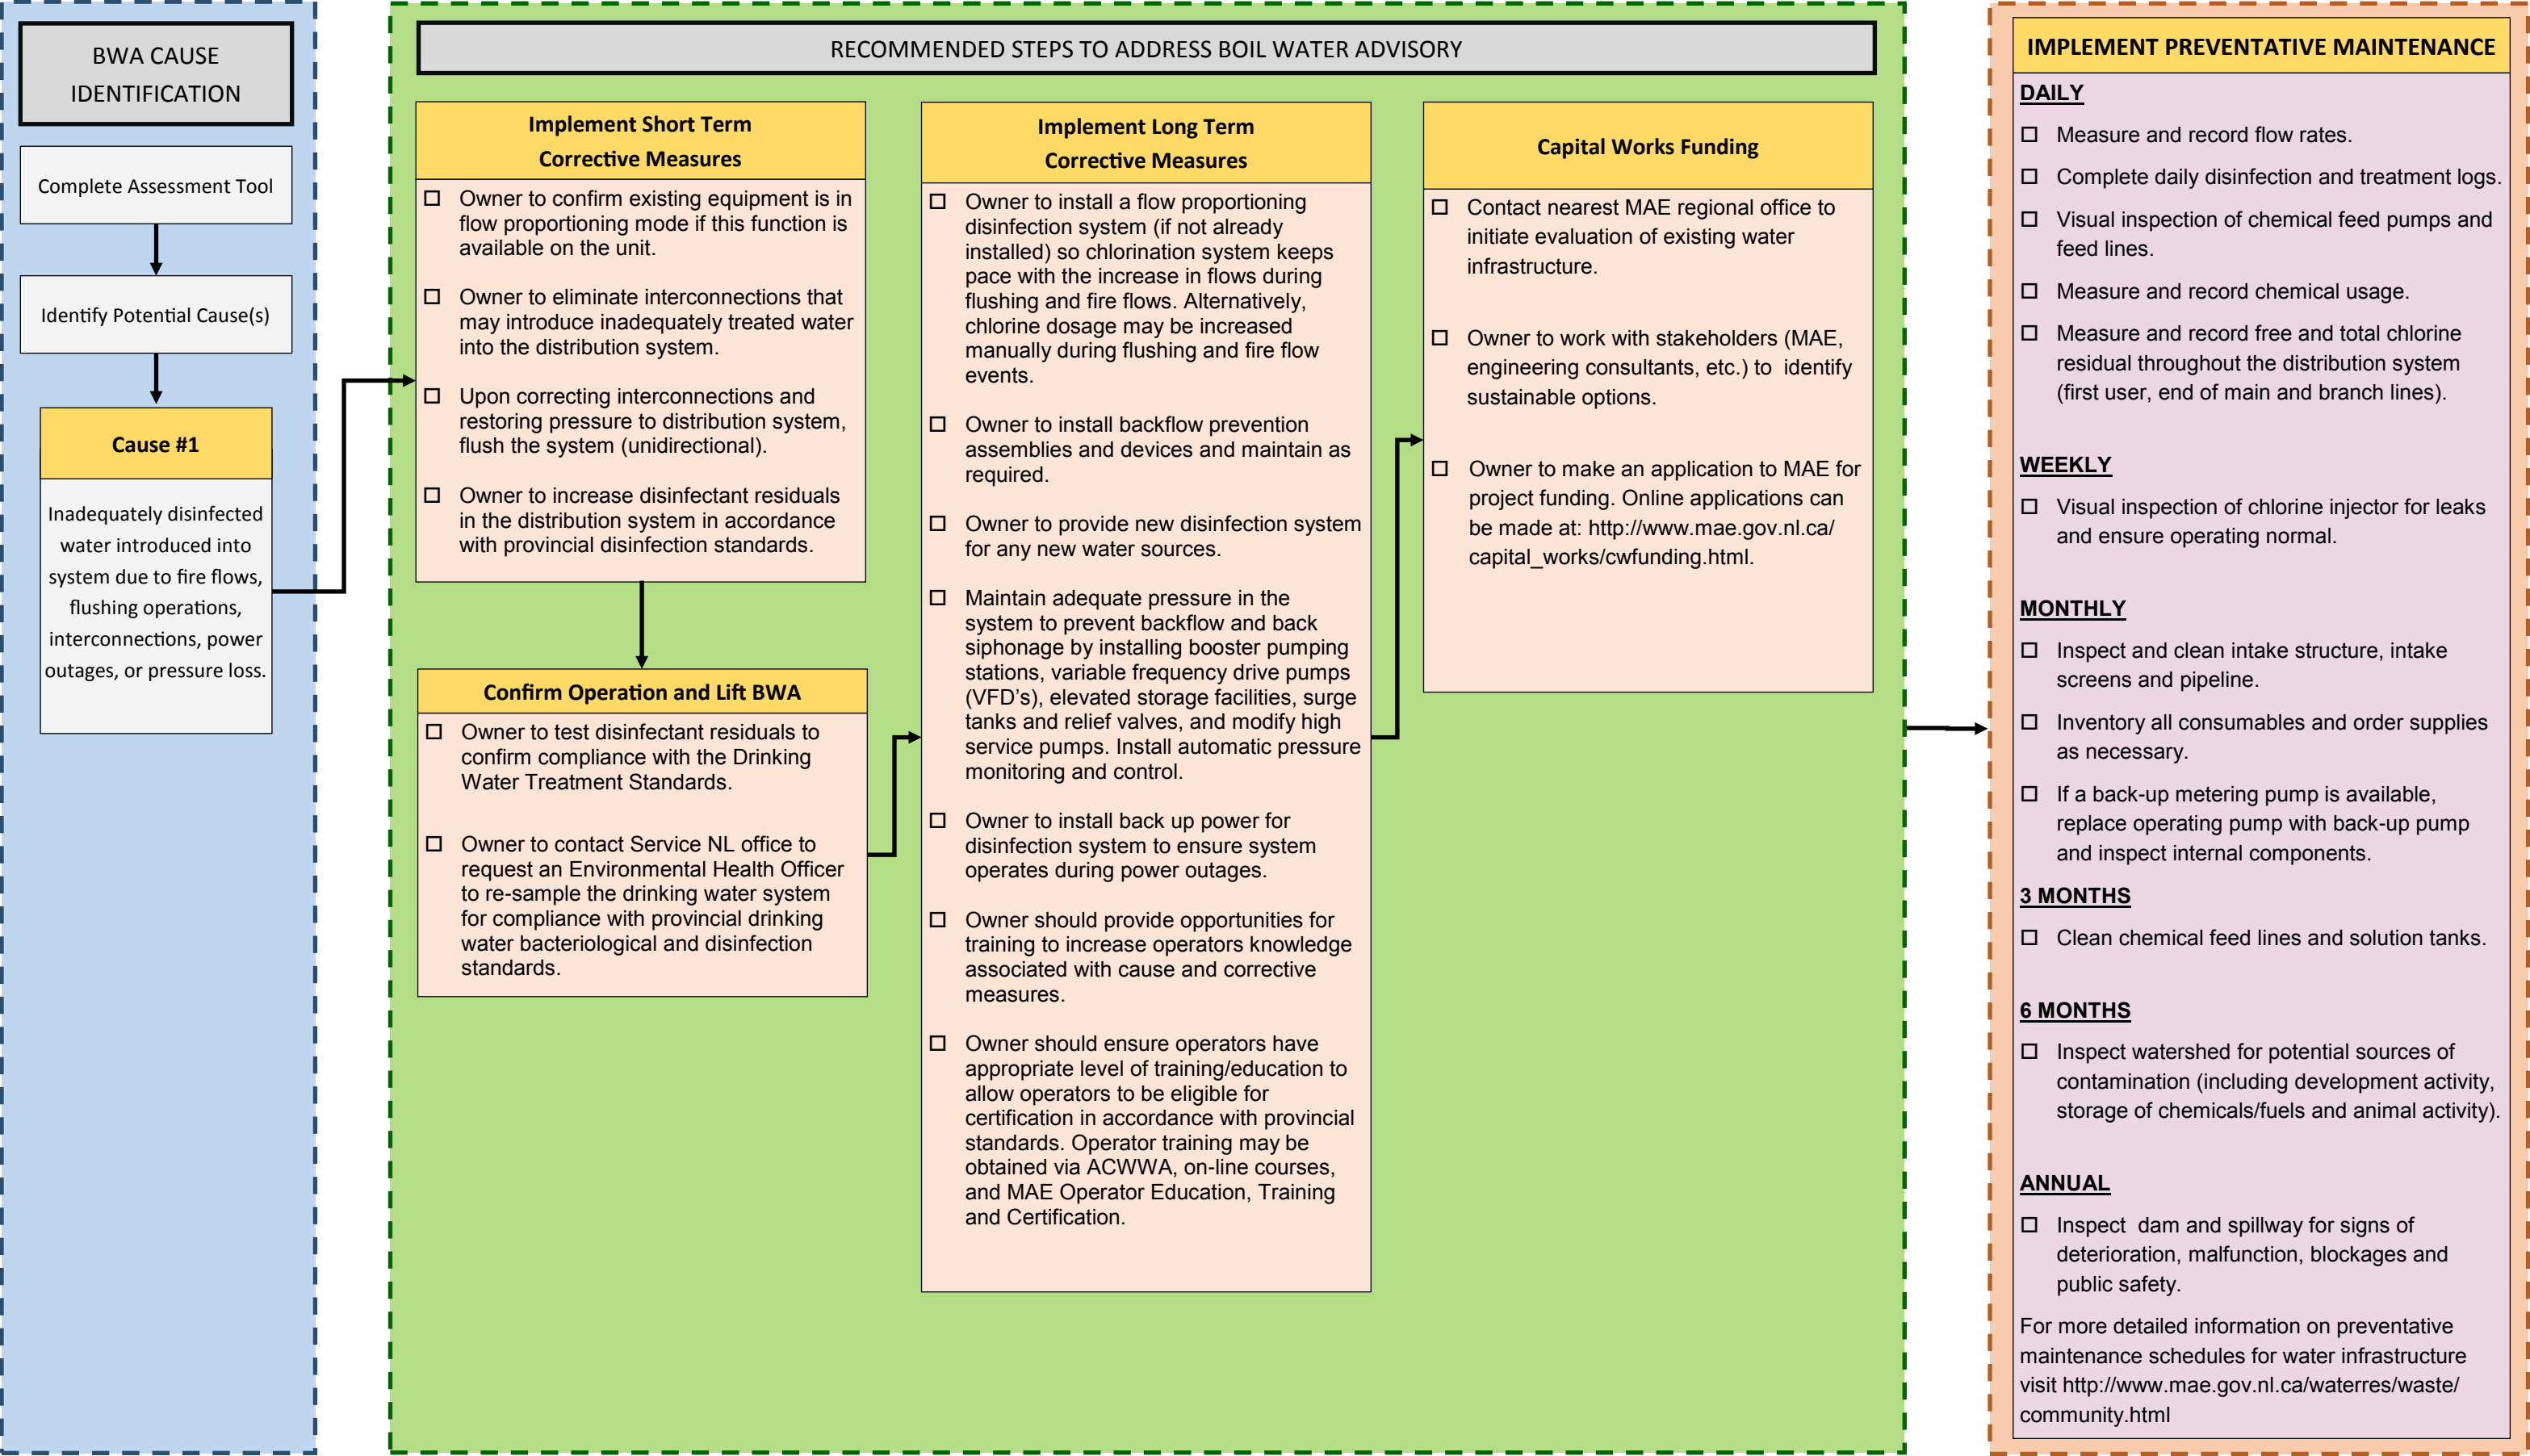 BWA CAUSE
IDENTIFICATION
Complete Assessment Tool
Identify Potential Cause(s)
Cause #1
Inadequately disinfected
water introduced into
system due to fire flows,
flushing operations,
interconnections, power
outages, or pressure loss.
RECOMMENDED STEPS TO ADDRESS BOIL WATER ADVISORY
Implement Short Term
Corrective Measures
☐ Owner to confirm existing equipment is in
flow proportioning mode if this function is
available on the unit.
☐ Owner to eliminate interconnections that
may introduce inadequately treated water
into the distribution system.
☐ Upon correcting interconnections and
restoring pressure to distribution system,
flush the system (unidirectional).
☐ Owner to increase disinfectant residuals
in the distribution system in accordance
with provincial disinfection standards.
Confirm Operation and Lift BWA
☐ Owner to test disinfectant residuals to
confirm compliance with the Drinking
Water Treatment Standards.
☐ Owner to contact Service NL office to
request an Environmental Health Officer
to re-sample the drinking water system
for compliance with provincial drinking
water bacteriological and disinfection
standards.
Implement Long Term
Corrective Measures
☐ Owner to install a flow proportioning
disinfection system (if not already
installed) so chlorination system keeps
pace with the increase in flows during
flushing and fire flows. Alternatively,
chlorine dosage may be increased
manually during flushing and fire flow
events.
☐ Owner to install backflow prevention
assemblies and devices and maintain as
required.
☐ Owner to provide new disinfection system
for any new water sources.
☐ Maintain adequate pressure in the
system to prevent backflow and back
siphonage by installing booster pumping
stations, variable frequency drive pumps
(VFD's), elevated storage facilities, surge
tanks and relief valves, and modify high
service pumps. Install automatic pressure
monitoring and control.
☐ Owner to install back up power for
disinfection system to ensure system
operates during power outages.
☐ Owner should provide opportunities for
training to increase operators knowledge
associated with cause and corrective
measures.
☐ Owner should ensure operators have
appropriate level of training/education to
allow operators to be eligible for
certification in accordance with provincial
standards. Operator training may be
obtained via ACWWA, on-line courses,
and MAE Operator Education, Training
and Certification.
Capital Works Funding
☐ Contact nearest MAE regional office to
initiate evaluation of existing water
infrastructure.
☐ Owner to work with stakeholders (MAE,
engineering consultants, etc.) to identify
sustainable options.
☐ Owner to make an application to MAE for
project funding. Online applications can
be made at: http://www.mae.gov.nl.ca/
capital_works/cwfunding.html.
IMPLEMENT PREVENTATIVE MAINTENANCE
DAILY
☐ Measure and record flow rates.
☐ Complete daily disinfection and treatment logs.
☐ Visual inspection of chemical feed pumps and
feed lines.
☐ Measure and record chemical usage.
☐ Measure and record free and total chlorine
residual throughout the distribution system
(first user, end of main and branch lines).
WEEKLY
☐ Visual inspection of chlorine injector for leaks
and ensure operating normal.
MONTHLY
☐ Inspect and clean intake structure, intake
screens and pipeline.
☐ Inventory all consumables and order supplies
as necessary.
☐ If a back-up metering pump is available,
replace operating pump with back-up pump
and inspect internal components.
3 MONTHS
☐ Clean chemical feed lines and solution tanks.
6 MONTHS
☐ Inspect watershed for potential sources of
contamination (including development activity,
storage of chemicals/fuels and animal activity).
ANNUAL
☐ Inspect dam and spillway for signs of
deterioration, malfunction, blockages and
public safety.
For more detailed information on preventative
maintenance schedules for water infrastructure
visit http://www.mae.gov.nl.ca/waterres/waste/
community.html